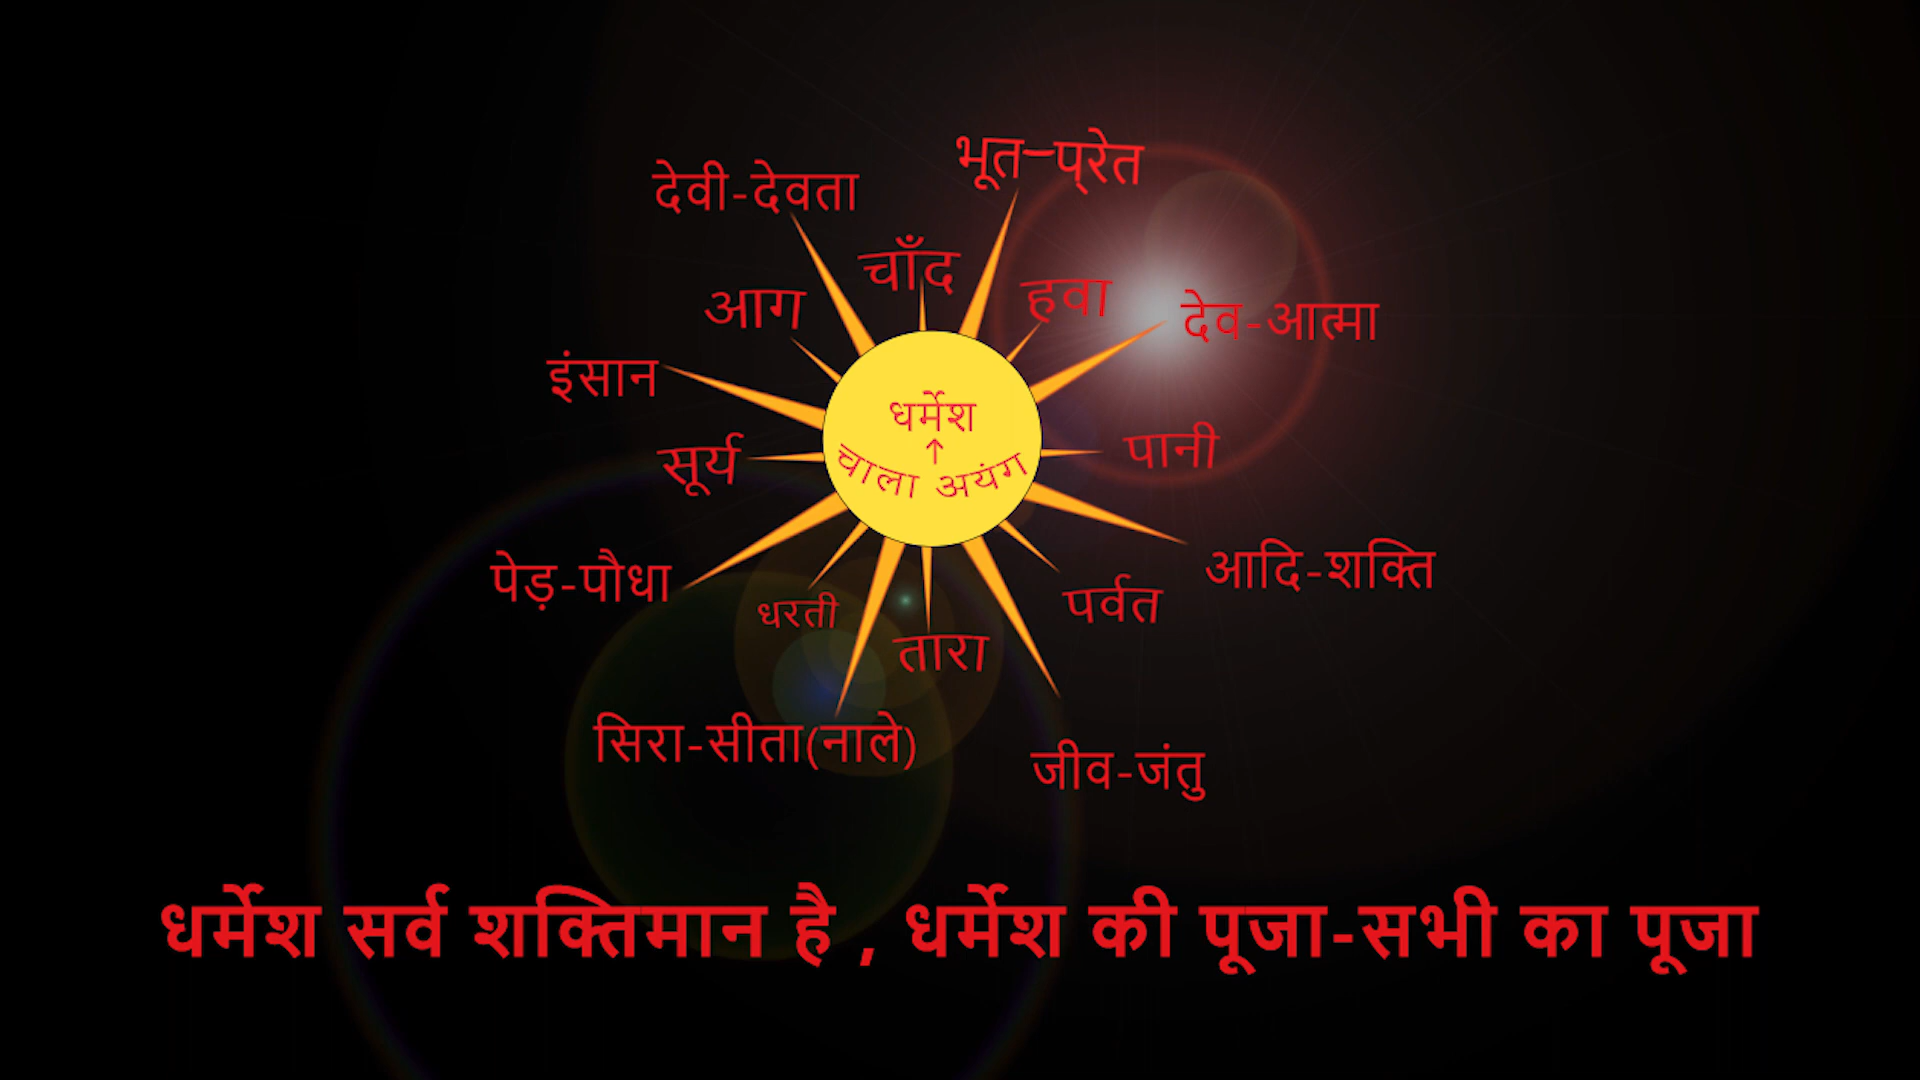 भूत-प्रेत
देवी-देवता
चाँद
हवा
आग
देव-आत्मा
इंसान
धर्मेश
↑
चाला अयंग
सूर्य
पानी
आदि-शक्ति
पेड़-पौधा
धरती
पर्वत
तारा
सिरा-सीता(नाले)
जीव-जंतु
धर्मेश सर्व शक्तिमान है , धर्मेश की पूजा-सभी का पूजा